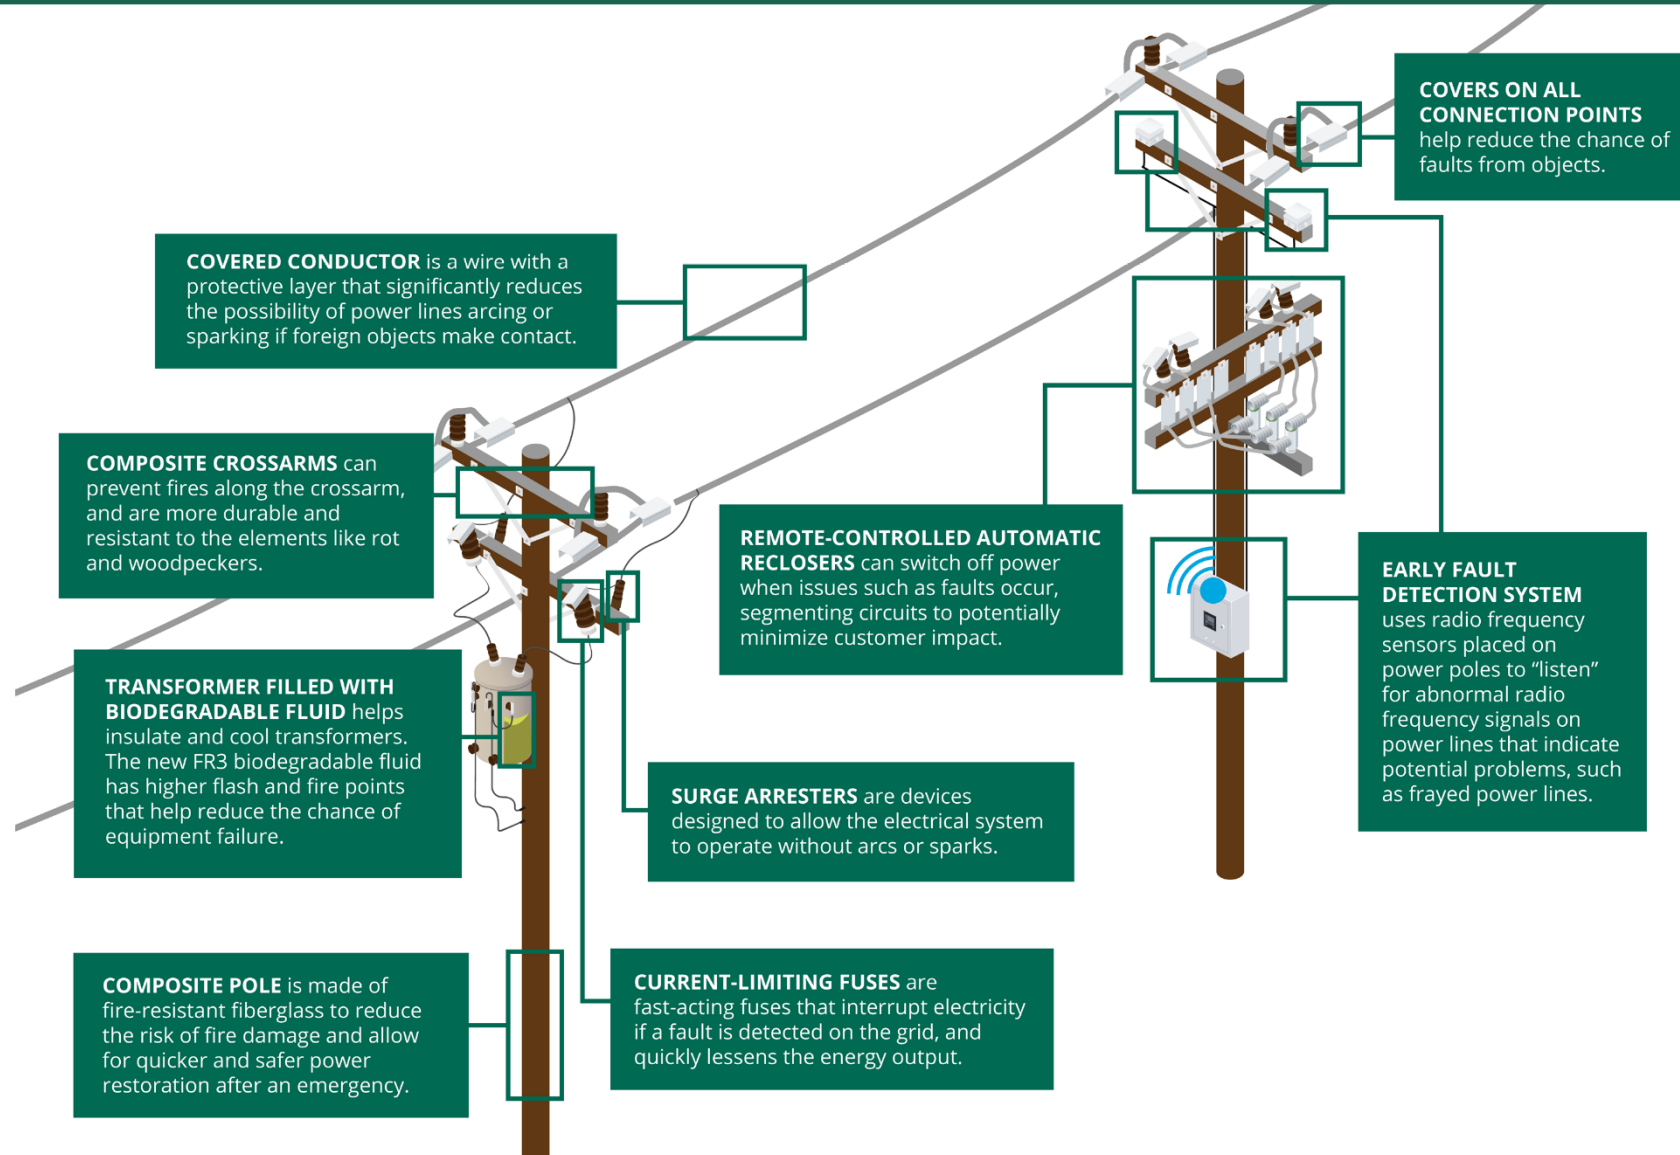 COVERS ON ALL
CONNECTION POINTS
help reduce the chance of
faults from objects.
COVERED CONDUCTOR is a wire with a
protective layer that significantly reduces
the possibility of power lines arcing or
sparking if foreign objects make contact.
COMPOSITE CROSSARMS can
prevent fires along the crossarm,
and are more durable and
resistant to the elements like rot
and woodpeckers.
REMOTE-CONTROLLED AUTOMATIC
RECLOSERS can switch off power
when issues such as faults occur,
segmenting circuits to potentially
minimize customer impact.
EARLY FAULT
DETECTION SYSTEM
uses radio frequency
sensors placed on
power poles to “listen”
for abnormal radio
frequency signals on
power lines that indicate
potential problems, such
as frayed power lines.
TRANSFORMER FILLED WITH
BIODEGRADABLE FLUID helps
insulate and cool transformers.
The new FR3 biodegradable fluid
has higher flash and fire points
that help reduce the chance of
equipment failure.
SURGE ARRESTERS are devices
designed to allow the electrical system
to operate without arcs or sparks.
COMPOSITE POLE is made of
fire-resistant fiberglass to reduce
the risk of fire damage and allow
for quicker and safer power
restoration after an emergency.
CURRENT-LIMITING FUSES are
fast-acting fuses that interrupt electricity
if a fault is detected on the grid, and
quickly lessens the energy output.